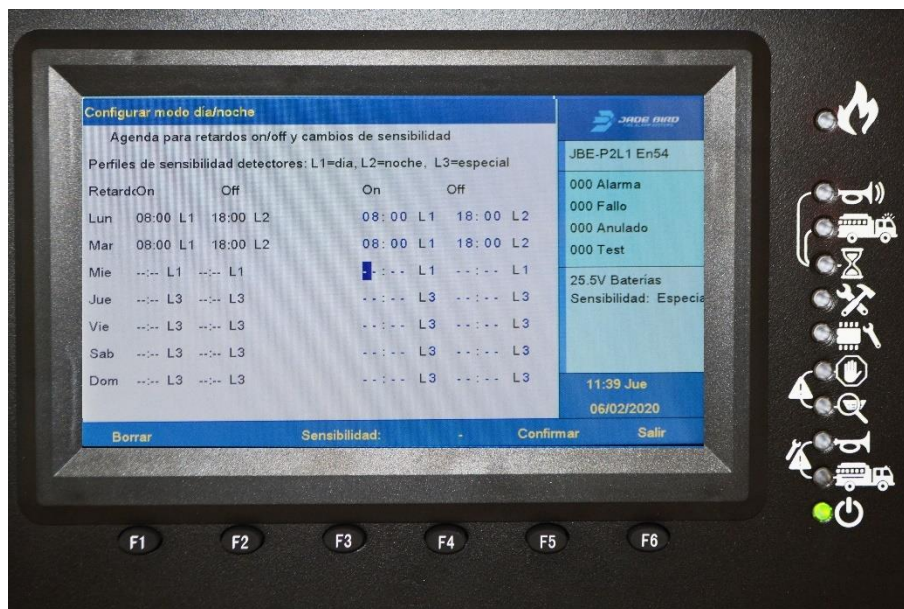 Configurar modo dia/noche
Agenda para retardos on/off y cambios de sensibilidad
Perfiles de sensibilidad detectores: L1=dia, L2=noche, L3=especial
RetardoOn Off On Off
Lun 08:00 L1 18:00 L2 08:00 L1 18:00 L2
Mar 08:00 L1 18:00 L2 08:00 L1 18:00 L2
Mie --:-- L1 --:-- L1 --:-- L1 --:-- L1
Jue --:-- L3 --:-- L3 --:-- L3 --:-- L3
Vie --:-- L3 --:-- L3 --:-- L3 --:-- L3
Sab --:-- L3 --:-- L3 --:-- L3 --:-- L3
Dom --:-- L3 --:-- L3 --:-- L3 --:-- L3
Borrar Sensibilidad: - Confirmar Salir
JADE BIRD
JBE-P2L1 En54
000 Alarma
000 Fallo
000 Anulado
000 Test
25.5V Baterías
Sensibilidad: Especia
11:39 Jue
06/02/2020
F1 F2 F3 F4 F5 F6